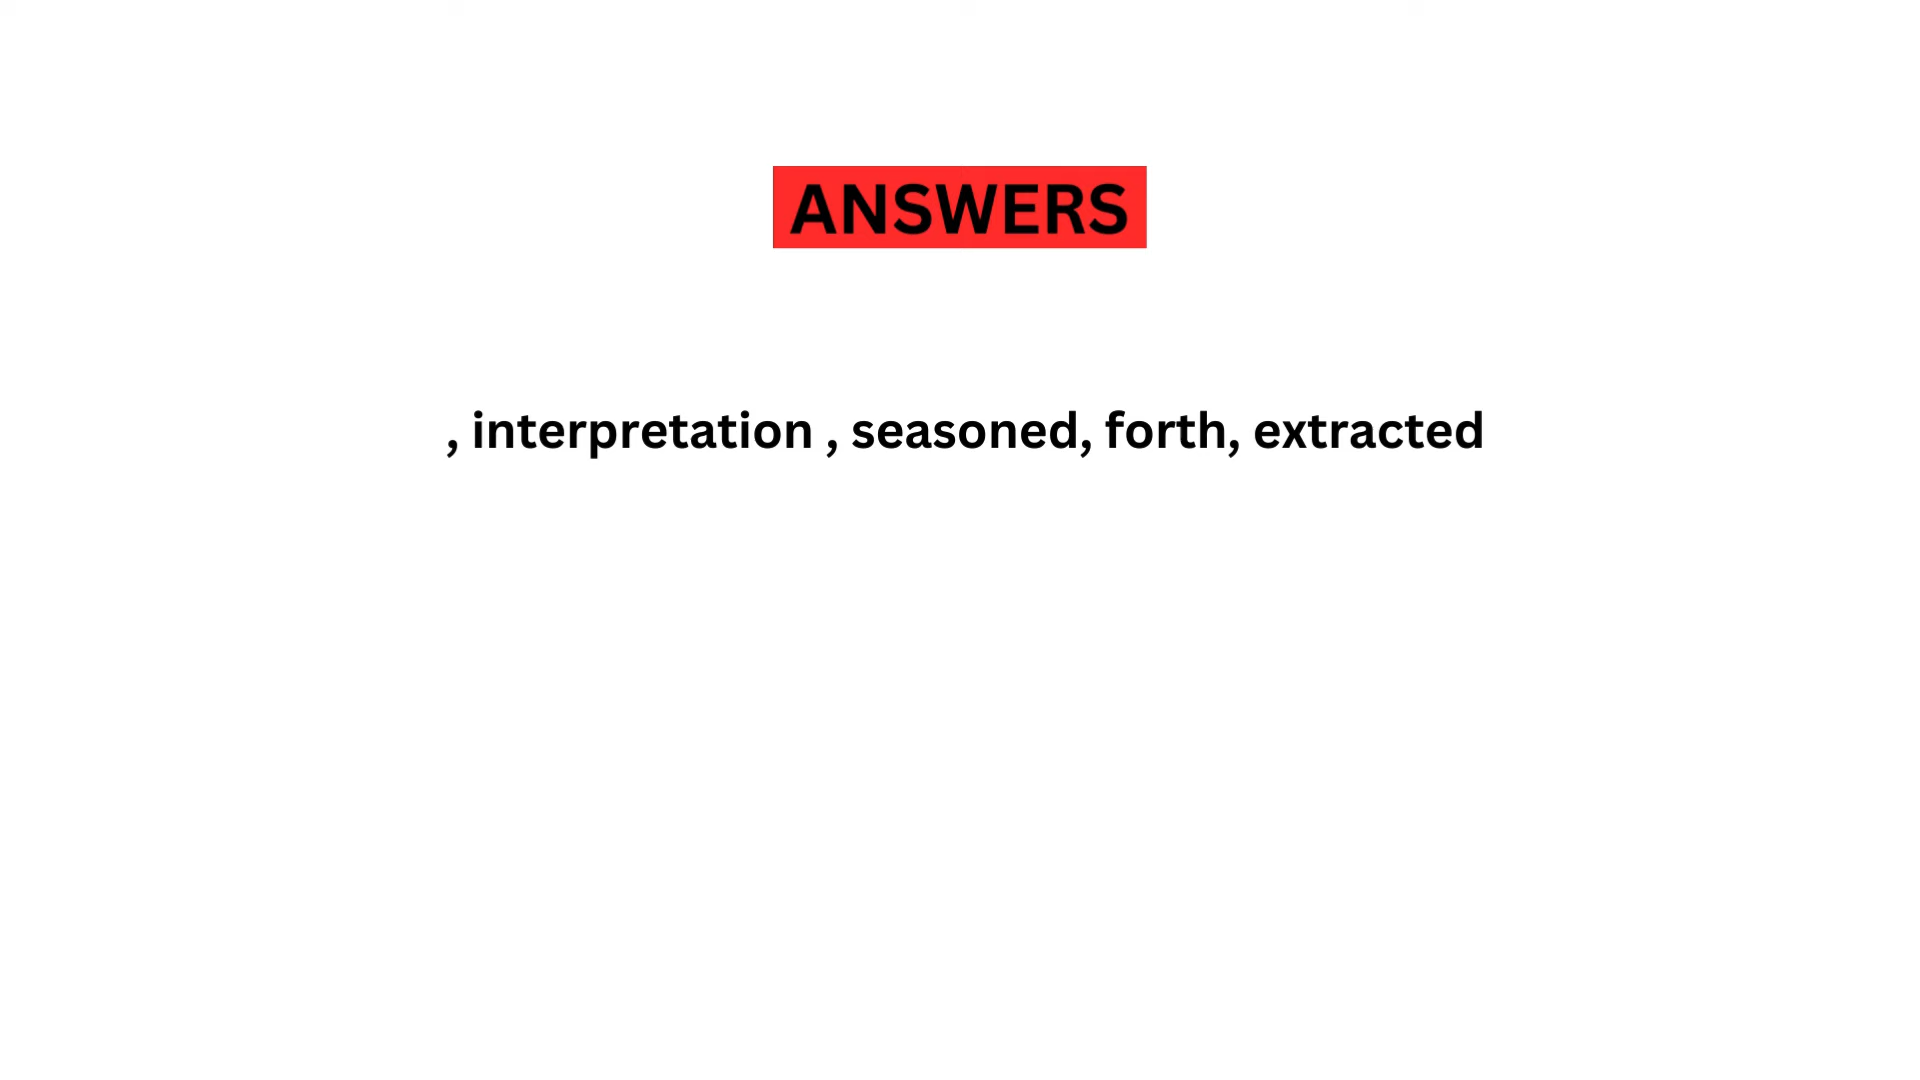 ANSWERS
, interpretation , seasoned, forth, extracted